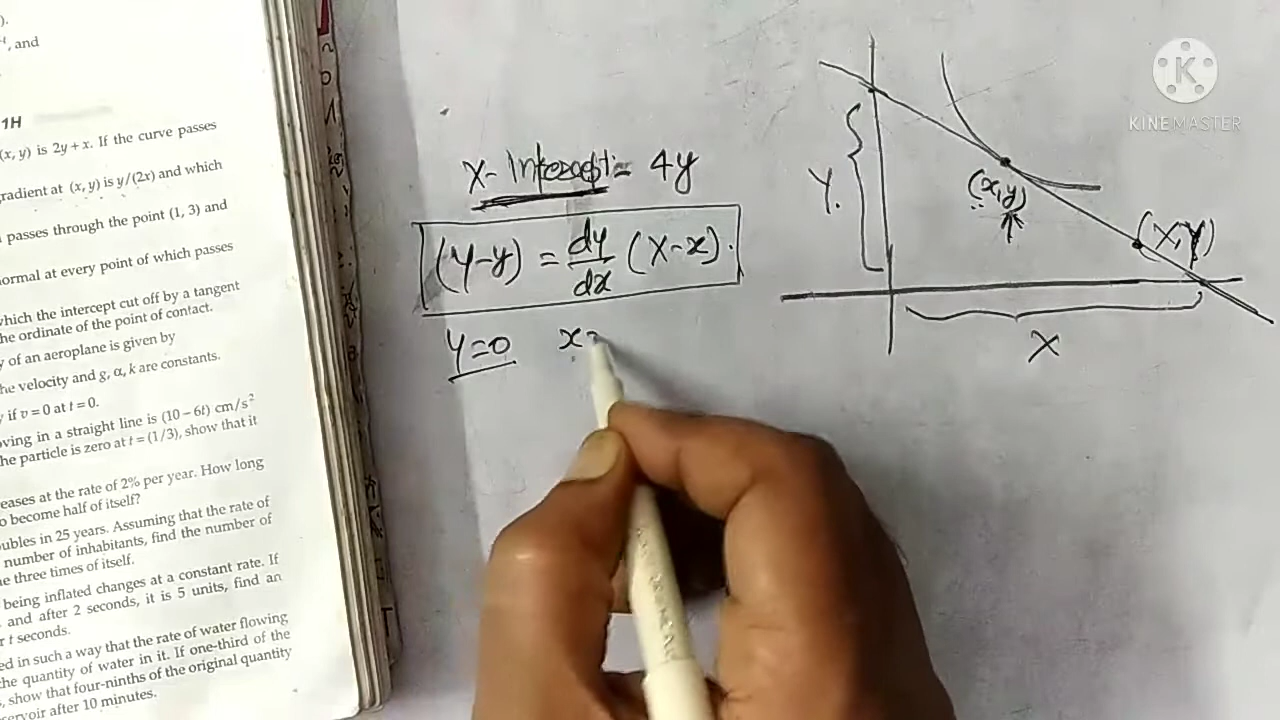 ).
, and
1H
(x, y) is 2y + x. If the curve passes
gradient at (x, y) is y/(2x) and which
passes through the point (1, 3) and
normal at every point of which passes
which the intercept cut off by a tangent
he ordinate of the point of contact.
of an aeroplane is given by
he velocity and g, α, k are constants.
if v = 0 at t = 0.
ving in a straight line is (10 – 6t) cm/s²
he particle is zero at t = (1/3), show that it
eases at the rate of 2% per year. How long
o become half of itself?
ubles in 25 years. Assuming that the rate of
number of inhabitants, find the number of
e three times of itself.
being inflated changes at a constant rate. If
and after 2 seconds, it is 5 units, find an
r t seconds.
ed in such a way that the rate of water flowing
the quantity of water in it. If one-third of the
, show that four-ninths of the original quantity
servoir after 10 minutes.
X- Intercept = 4y
(Y-y) = dy/dx (X-x).
Y=0 x=
Y.
(x,y)
(X,Y)
X
K
KINEMASTER